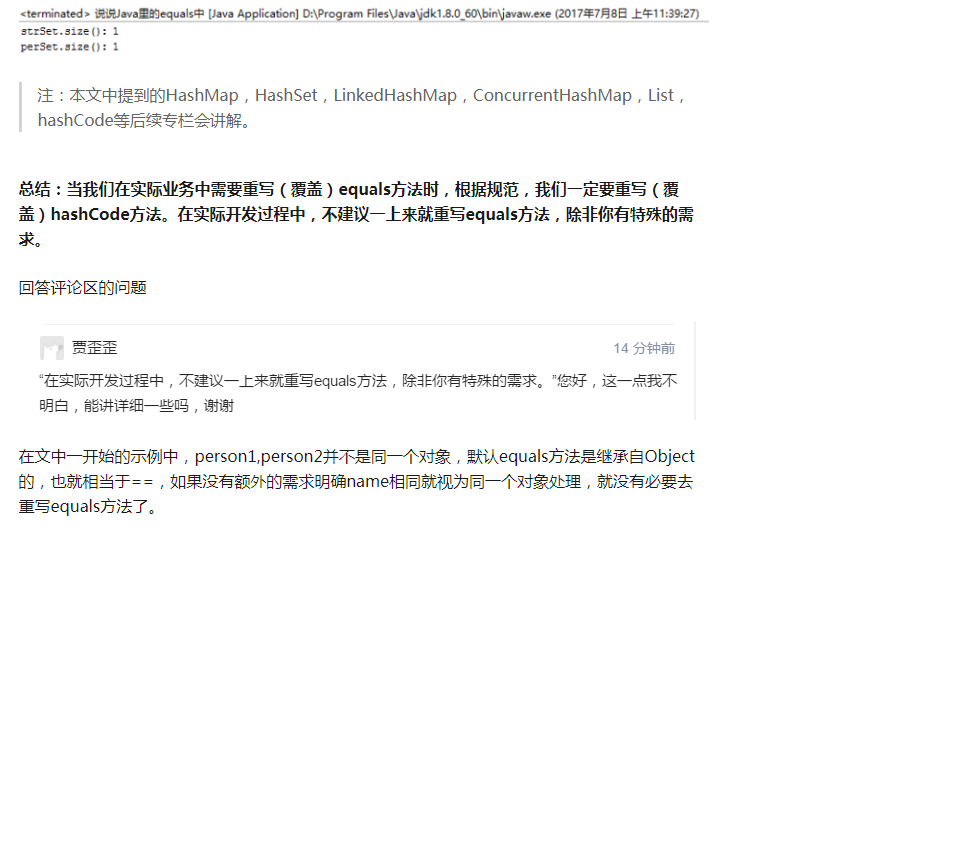 <terminated> 说说Java里的equals中 [Java Application] D:\Program Files\Java\jdk1.8.0_60\bin\javaw.exe (2017年7月8日 上午11:39:27)
strSet.size(): 1
perSet.size(): 1
注：本文中提到的HashMap，HashSet，LinkedHashMap，ConcurrentHashMap，List，
hashCode等后续专栏会讲解。
总结：当我们在实际业务中需要重写（覆盖）equals方法时，根据规范，我们一定要重写（覆
盖）hashCode方法。在实际开发过程中，不建议一上来就重写equals方法，除非你有特殊的需
求。
回答评论区的问题
贾歪歪 14 分钟前
“在实际开发过程中，不建议一上来就重写equals方法，除非你有特殊的需求。”您好，这一点我不
明白，能讲详细一些吗，谢谢
在文中一开始的示例中，person1,person2并不是同一个对象，默认equals方法是继承自Object
的，也就相当于==，如果没有额外的需求明确name相同就视为同一个对象处理，就没有必要去
重写equals方法了。